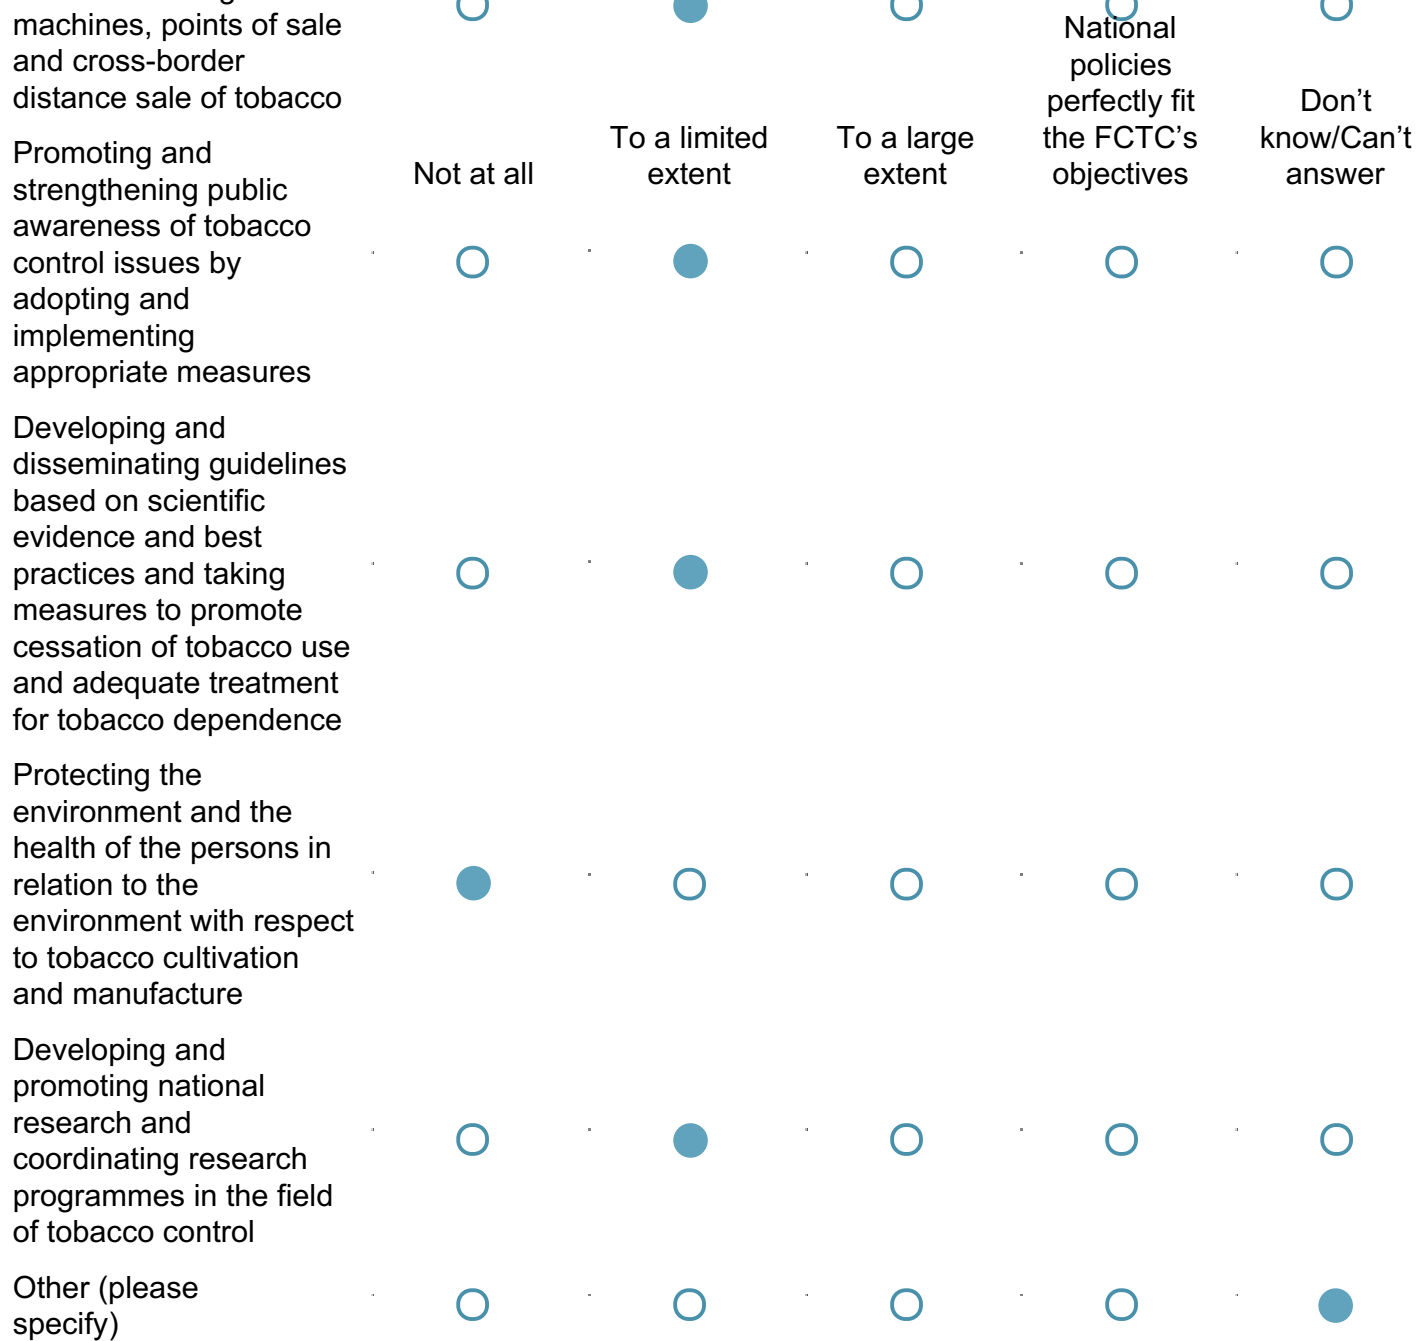 machines, points of sale
and cross-border
distance sale of tobacco
Not at all
To a limited
extent
To a large
extent
National
policies
perfectly fit
the FCTC's
objectives
Don't
know/Can't
answer
Promoting and
strengthening public
awareness of tobacco
control issues by
adopting and
implementing
appropriate measures
Developing and
disseminating guidelines
based on scientific
evidence and best
practices and taking
measures to promote
cessation of tobacco use
and adequate treatment
for tobacco dependence
Protecting the
environment and the
health of the persons in
relation to the
environment with respect
to tobacco cultivation
and manufacture
Developing and
promoting national
research and
coordinating research
programmes in the field
of tobacco control
Other (please
specify)